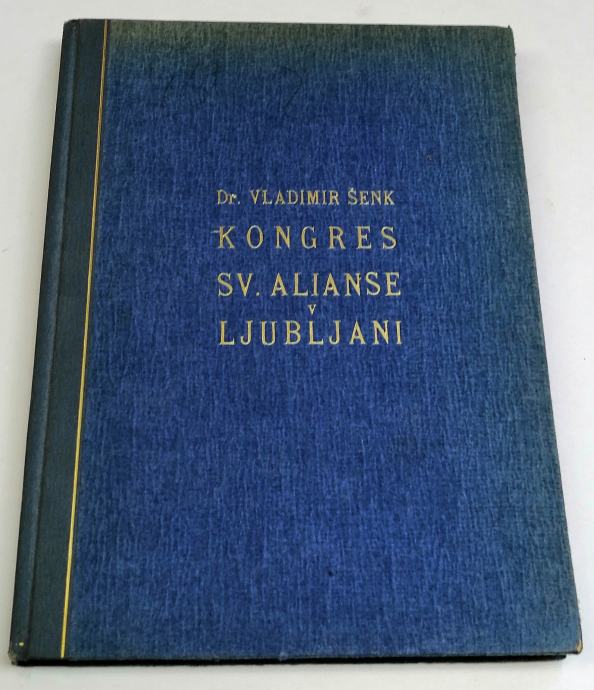 Dr. VLADIMIR ŠENK
KONGRES
SV. ALIANSE
V
LJUBLJANI